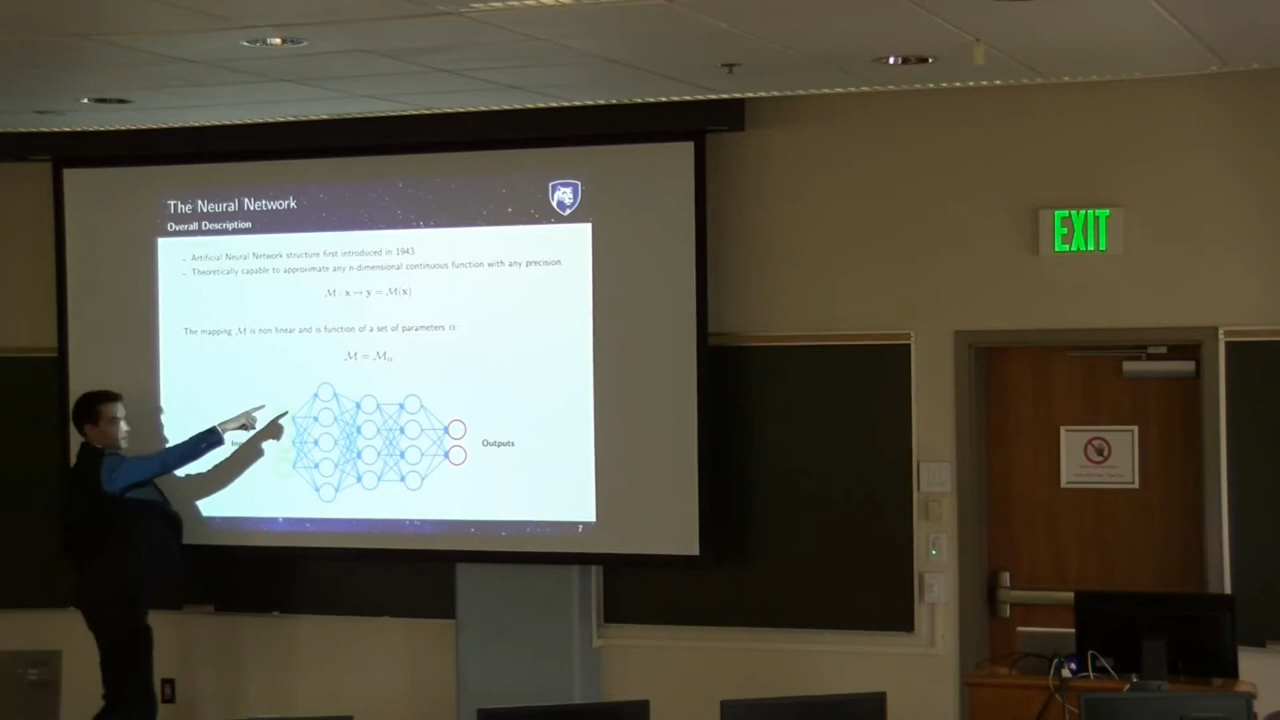 The Neural Network
Overall Description
- Artificial Neural Network structure first introduced in 1943.
- Theoretically capable to approximate any n-dimensional continuous function with any precision.
ℳ : x ↦ y = ℳ(x)
The mapping ℳ is non linear and is function of a set of parameters α:
ℳ = ℳα
Outputs
7
EXIT